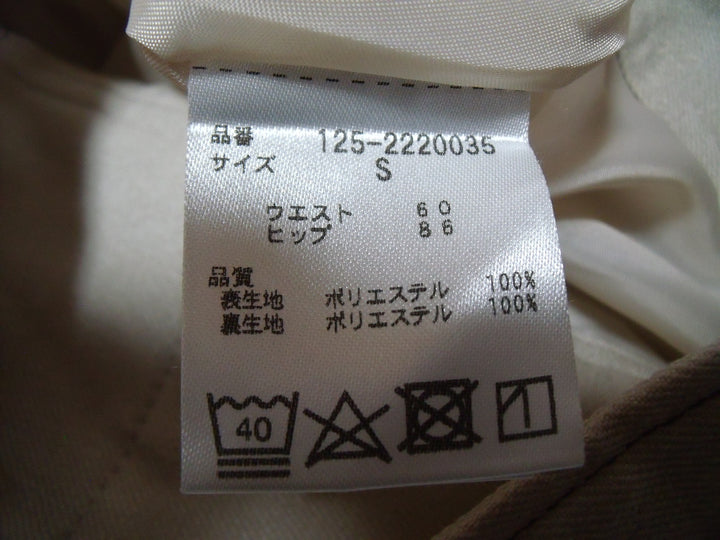 品番 125-2220035
サイズ S
ウエスト 60
ヒップ 86
品質
表生地 ポリエステル 100%
裏生地 ポリエステル 100%
40